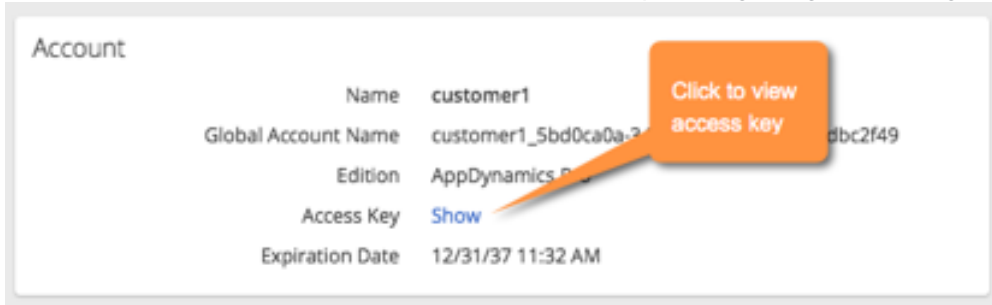 Account
Name customer1
Click to view
access key
Global Account Name customer1_5bd0ca0a- dbc2f49
Edition AppDynamics
Access Key Show
Expiration Date 12/31/37 11:32 AM